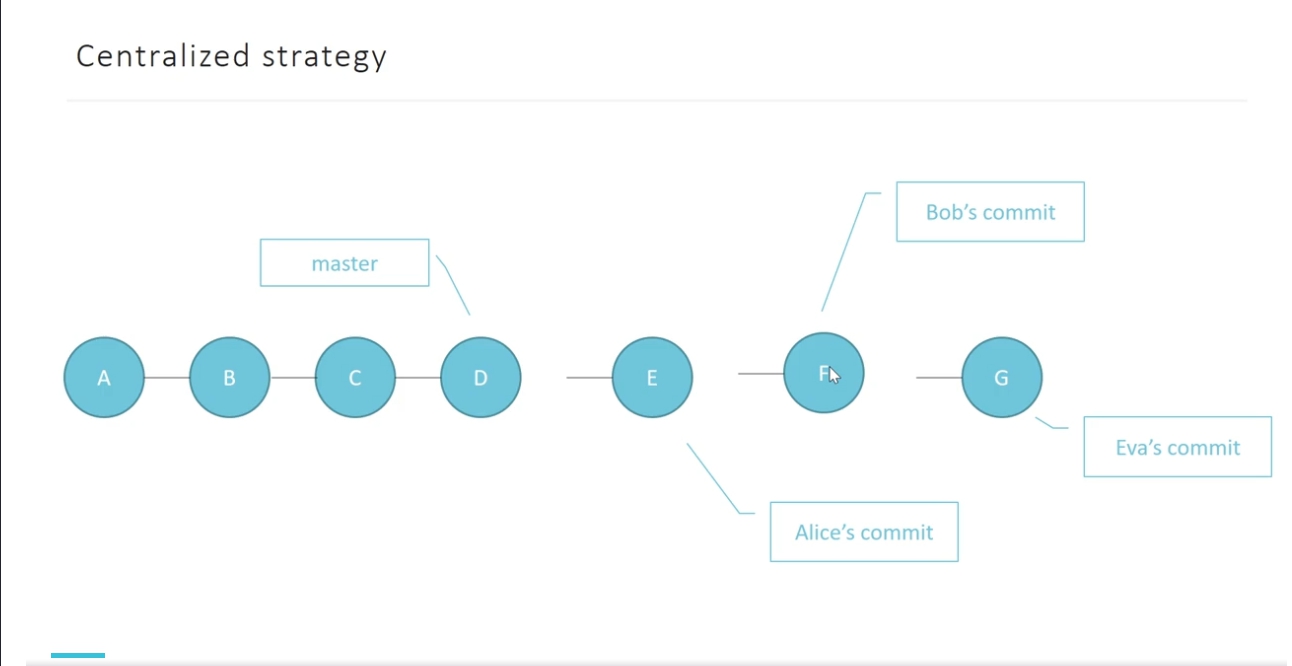 Centralized strategy
Bob's commit
master
A
B
C
D
E
F
G
Eva's commit
Alice's commit